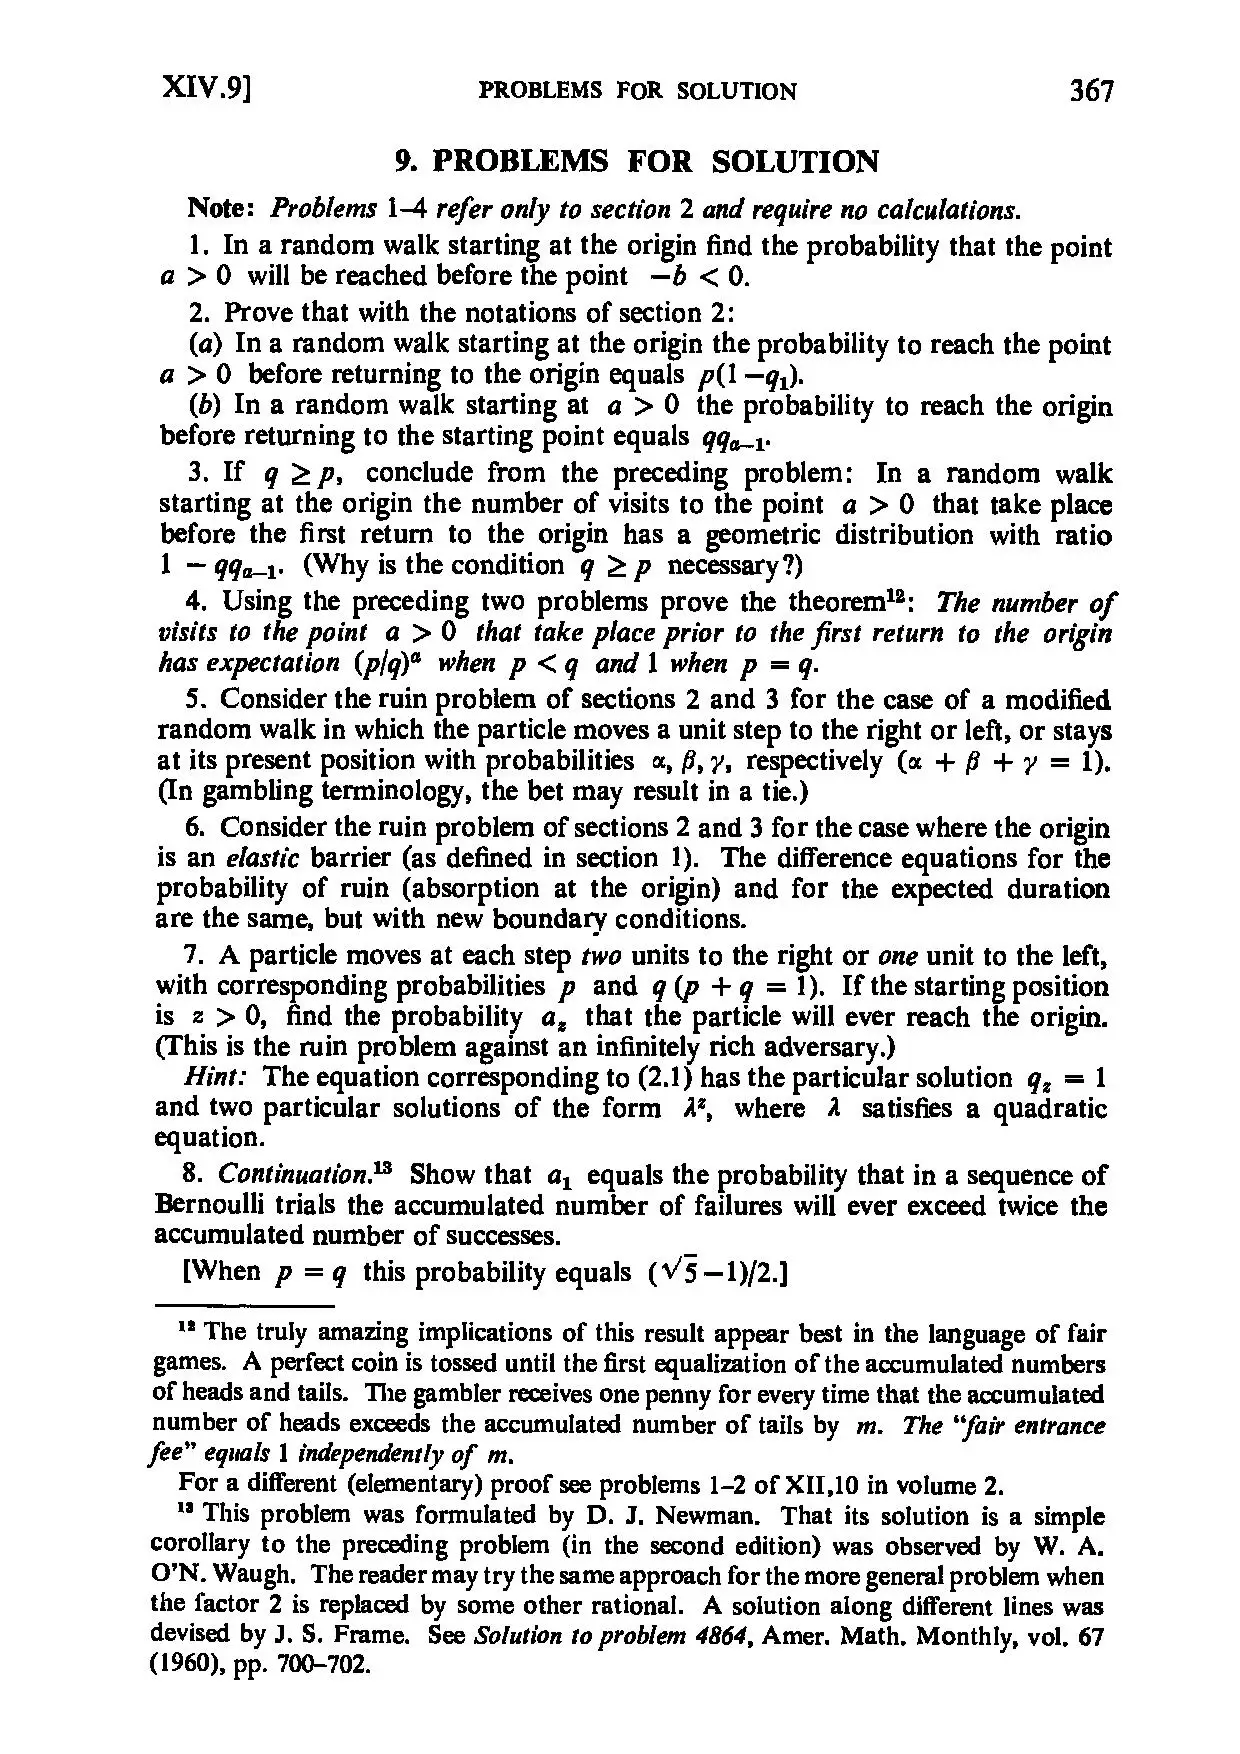 XIV.9] PROBLEMS FOR SOLUTION 367
9. PROBLEMS FOR SOLUTION
Note: Problems 1–4 refer only to section 2 and require no calculations.
1. In a random walk starting at the origin find the probability that the point
a > 0 will be reached before the point −b < 0.
2. Prove that with the notations of section 2:
(a) In a random walk starting at the origin the probability to reach the point
a > 0 before returning to the origin equals p(1−q₁).
(b) In a random walk starting at a > 0 the probability to reach the origin
before returning to the starting point equals qqₐ₋₁.
3. If q ≥ p, conclude from the preceding problem: In a random walk
starting at the origin the number of visits to the point a > 0 that take place
before the first return to the origin has a geometric distribution with ratio
1 − qqₐ₋₁. (Why is the condition q ≥ p necessary?)
4. Using the preceding two problems prove the theorem¹²: The number of
visits to the point a > 0 that take place prior to the first return to the origin
has expectation (p/q)ᵃ when p < q and 1 when p = q.
5. Consider the ruin problem of sections 2 and 3 for the case of a modified
random walk in which the particle moves a unit step to the right or left, or stays
at its present position with probabilities α, β, γ, respectively (α + β + γ = 1).
(In gambling terminology, the bet may result in a tie.)
6. Consider the ruin problem of sections 2 and 3 for the case where the origin
is an elastic barrier (as defined in section 1). The difference equations for the
probability of ruin (absorption at the origin) and for the expected duration
are the same, but with new boundary conditions.
7. A particle moves at each step two units to the right or one unit to the left,
with corresponding probabilities p and q (p + q = 1). If the starting position
is z > 0, find the probability a_z that the particle will ever reach the origin.
(This is the ruin problem against an infinitely rich adversary.)
Hint: The equation corresponding to (2.1) has the particular solution q_z = 1
and two particular solutions of the form λᶻ, where λ satisfies a quadratic
equation.
8. Continuation.¹³ Show that a₁ equals the probability that in a sequence of
Bernoulli trials the accumulated number of failures will ever exceed twice the
accumulated number of successes.
[When p = q this probability equals (√5−1)/2.]
¹² The truly amazing implications of this result appear best in the language of fair
games. A perfect coin is tossed until the first equalization of the accumulated numbers
of heads and tails. The gambler receives one penny for every time that the accumulated
number of heads exceeds the accumulated number of tails by m. The “fair entrance
fee” equals 1 independently of m.
For a different (elementary) proof see problems 1–2 of XII,10 in volume 2.
¹³ This problem was formulated by D. J. Newman. That its solution is a simple
corollary to the preceding problem (in the second edition) was observed by W. A.
O'N. Waugh. The reader may try the same approach for the more general problem when
the factor 2 is replaced by some other rational. A solution along different lines was
devised by J. S. Frame. See Solution to problem 4864, Amer. Math. Monthly, vol. 67
(1960), pp. 700–702.